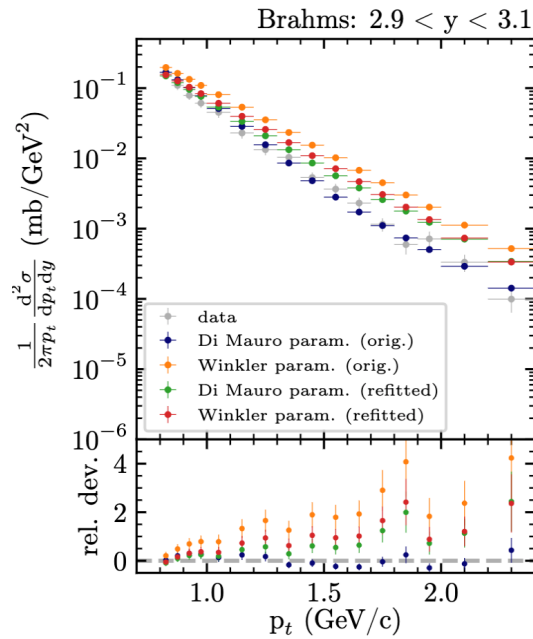 Brahms: 2.9 < y < 3.1
10⁻¹
10⁻²
10⁻³
10⁻⁴
10⁻⁵
10⁻⁶
1/(2πpₜ) d²σ/(dpₜdy) (mb/GeV²)
data
Di Mauro param. (orig.)
Winkler param. (orig.)
Di Mauro param. (refitted)
Winkler param. (refitted)
4
2
0
rel. dev.
1.0 1.5 2.0
pₜ (GeV/c)